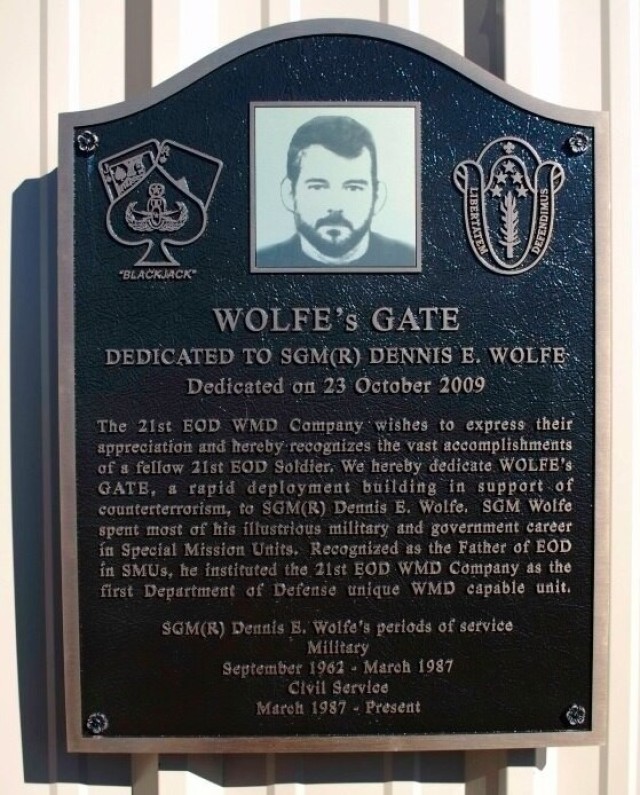 "BLACKJACK"
LIBERTATEM
DEFENDIMUS
WOLFE's GATE
DEDICATED TO SGM(R) DENNIS E. WOLFE
Dedicated on 23 October 2009
The 21st EOD WMD Company wishes to express their
appreciation and hereby recognizes the vast accomplishments
of a fellow 21st EOD Soldier. We hereby dedicate WOLFE's
GATE, a rapid deployment building in support of
counterterrorism, to SGM(R) Dennis E. Wolfe. SGM Wolfe
spent most of his illustrious military and government career
in Special Mission Units. Recognized as the Father of EOD
in SMUs, he instituted the 21st EOD WMD Company as the
first Department of Defense unique WMD capable unit.
SGM(R) Dennis E. Wolfe's periods of service
Military
September 1962 - March 1987
Civil Service
March 1987 - Present